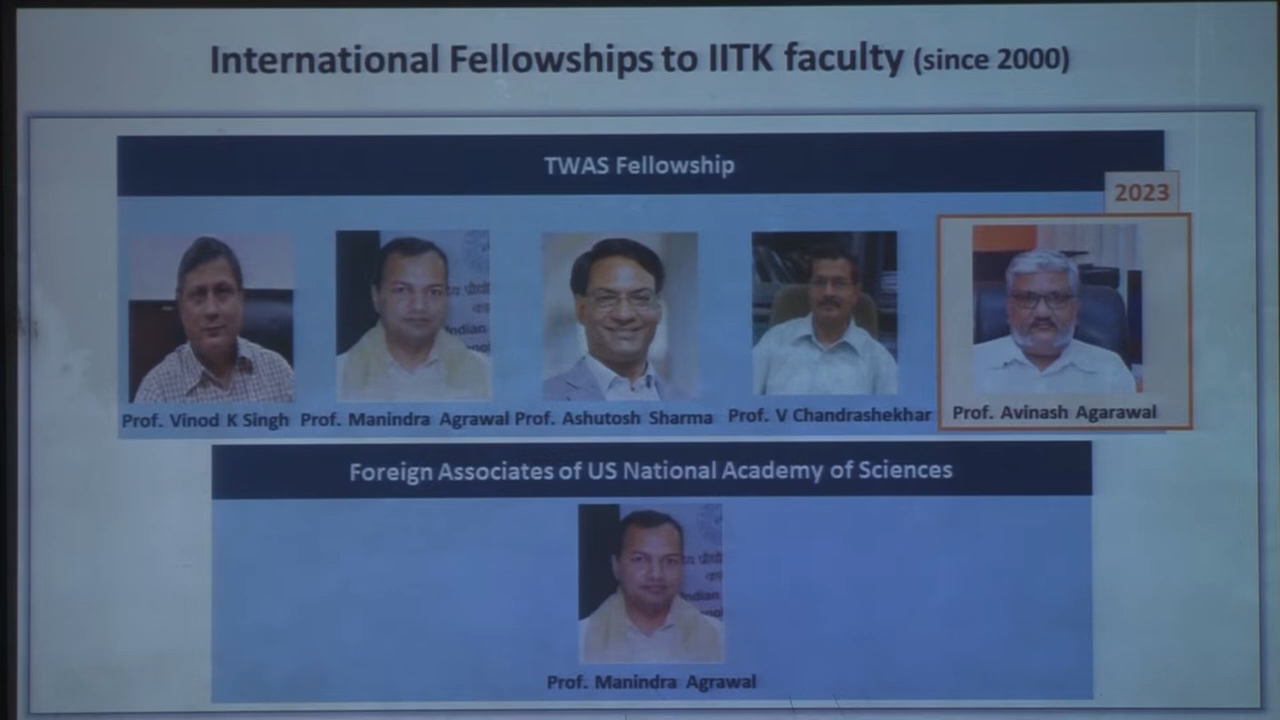 International Fellowships to IITK faculty (since 2000)
TWAS Fellowship
2023
Prof. Vinod K Singh
Prof. Manindra Agrawal
Prof. Ashutosh Sharma
Prof. V Chandrashekhar
Prof. Avinash Agarawal
Foreign Associates of US National Academy of Sciences
Prof. Manindra Agrawal